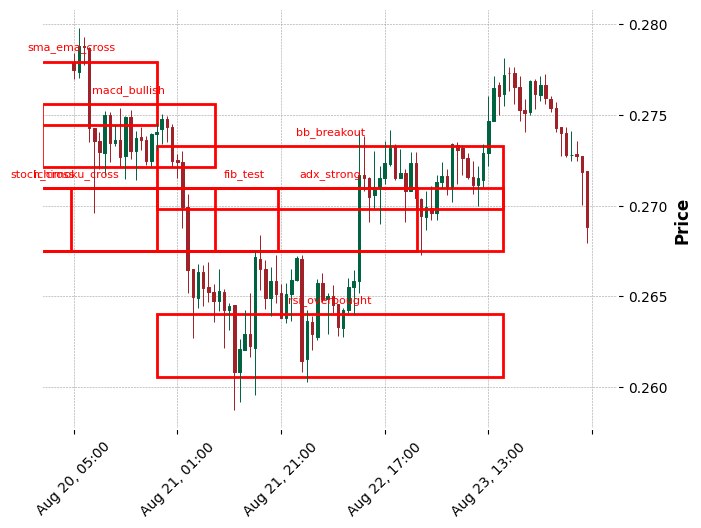 sma_ema_cross
macd_bullish
bb_breakout
stoch_cross
ichimoku_cross
fib_test
adx_strong
rsi_overbought
0.280
0.275
0.270
0.265
0.260
Price
Aug 20, 05:00
Aug 21, 01:00
Aug 21, 21:00
Aug 22, 17:00
Aug 23, 13:00